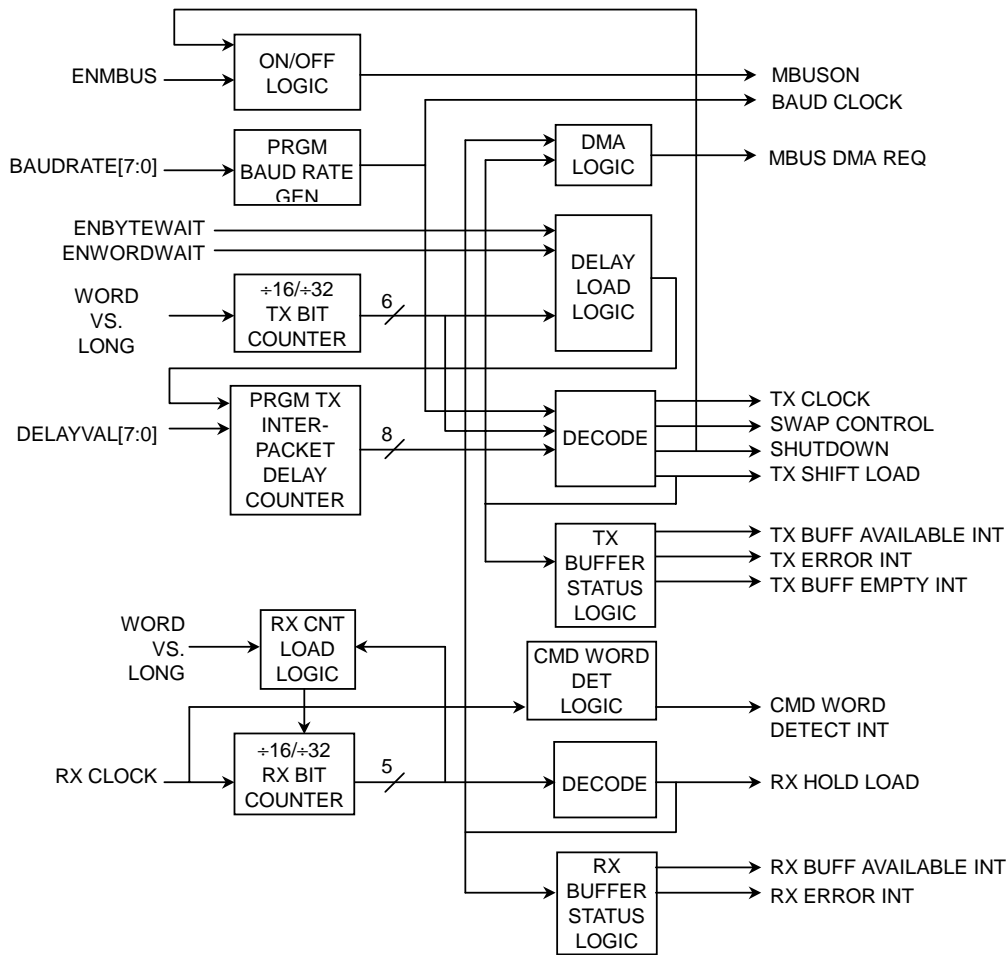 ENMBUS
ON/OFF
LOGIC
MBUSON
BAUD CLOCK
BAUDRATE[7:0]
PRGM
BAUD RATE
GEN
DMA
LOGIC
MBUS DMA REQ
ENBYTEWAIT
ENWORDWAIT
DELAY
LOAD
LOGIC
WORD
VS.
LONG
÷16/÷32
TX BIT
COUNTER
6
DELAYVAL[7:0]
PRGM TX
INTER-
PACKET
DELAY
COUNTER
8
DECODE
TX CLOCK
SWAP CONTROL
SHUTDOWN
TX SHIFT LOAD
TX
BUFFER
STATUS
LOGIC
TX BUFF AVAILABLE INT
TX ERROR INT
TX BUFF EMPTY INT
WORD
VS.
LONG
RX CNT
LOAD
LOGIC
CMD WORD
DET
LOGIC
CMD WORD
DETECT INT
RX CLOCK
÷16/÷32
RX BIT
COUNTER
5
DECODE
RX HOLD LOAD
RX
BUFFER
STATUS
LOGIC
RX BUFF AVAILABLE INT
RX ERROR INT